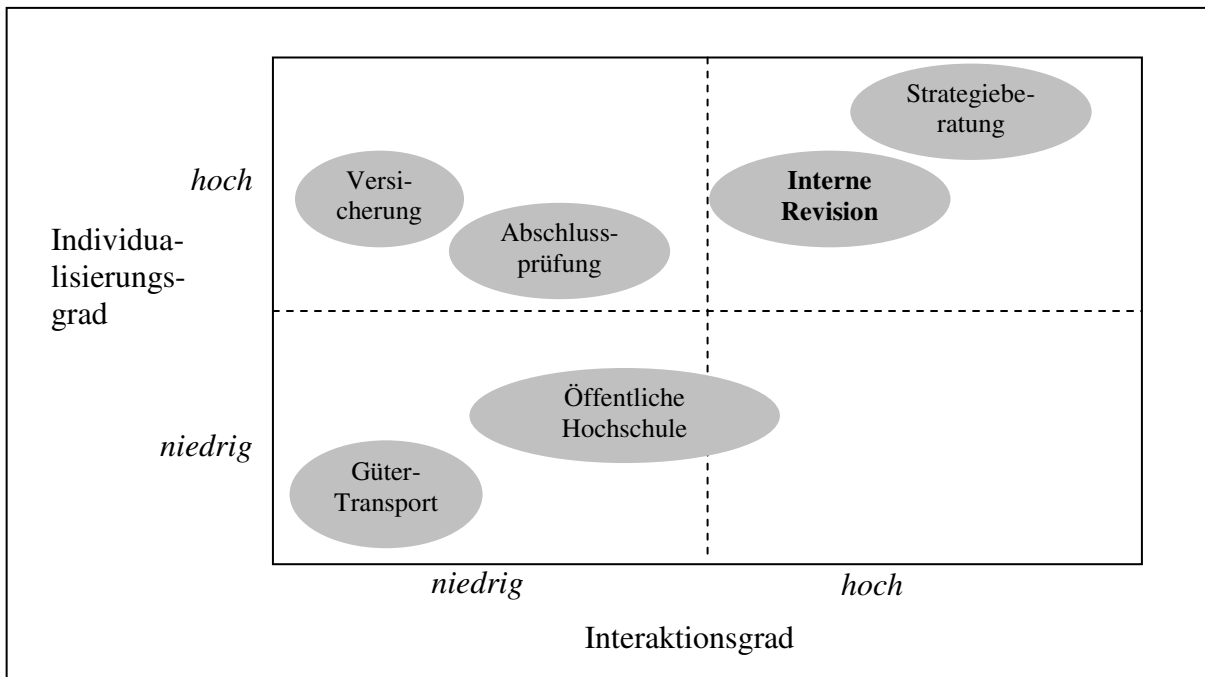 Strategiebe-
ratung
hoch
Versi-
cherung
Interne
Revision
Abschluss-
prüfung
Individua-
lisierungs-
grad
Öffentliche
Hochschule
niedrig
Güter-
Transport
niedrig
hoch
Interaktionsgrad